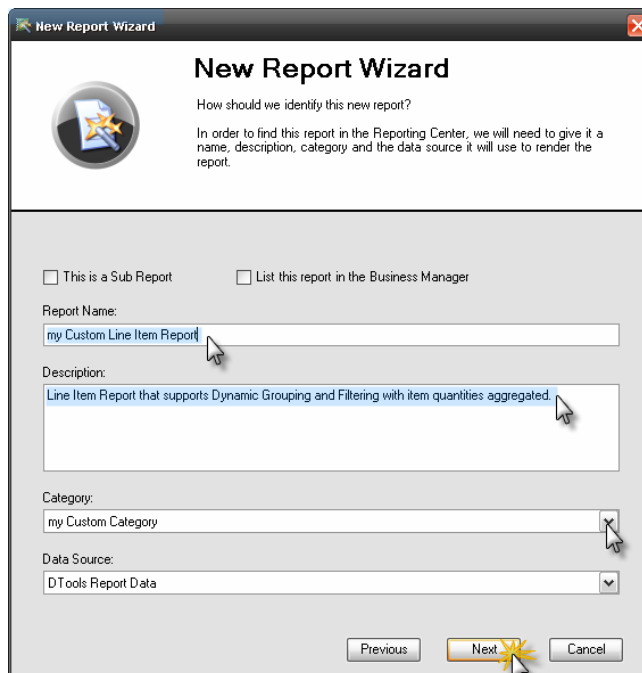 New Report Wizard
New Report Wizard
How should we identify this new report?
In order to find this report in the Reporting Center, we will need to give it a
name, description, category and the data source it will use to render the
report.
This is a Sub Report
List this report in the Business Manager
Report Name:
my Custom Line Item Report
Description:
Line Item Report that supports Dynamic Grouping and Filtering with item quantities aggregated.
Category:
my Custom Category
Data Source:
DTools Report Data
Previous
Next
Cancel